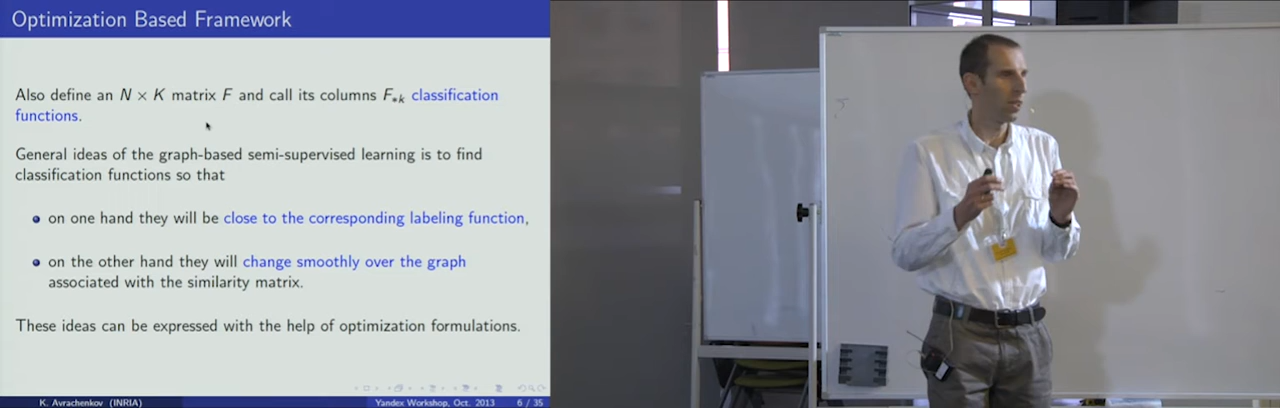 Optimization Based Framework
Also define an N × K matrix F and call its columns F∗k classification
functions.
General ideas of the graph-based semi-supervised learning is to find
classification functions so that
on one hand they will be close to the corresponding labeling function,
on the other hand they will change smoothly over the graph
associated with the similarity matrix.
These ideas can be expressed with the help of optimization formulations.
K. Avrachenkov (INRIA) Yandex Workshop, Oct. 2013 6 / 35